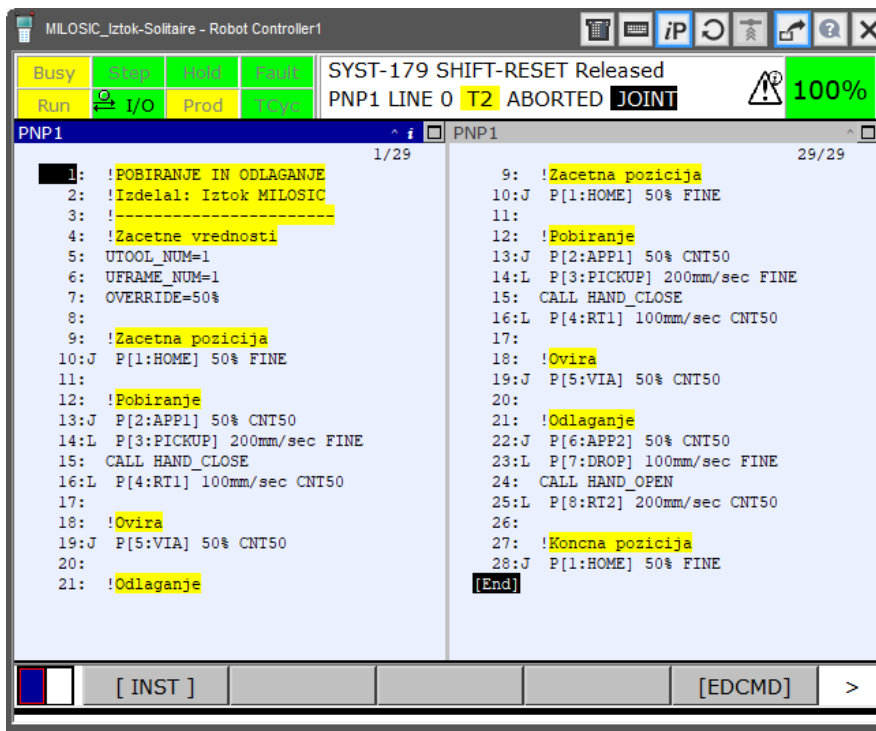 MILOSIC_Iztok-Solitaire - Robot Controller1
iP
Busy Step Hold Fault
Run I/O Prod TCyc
SYST-179 SHIFT-RESET Released
PNP1 LINE 0 T2 ABORTED JOINT
100%
PNP1
1/29
1: !POBIRANJE IN ODLAGANJE
2: !Izdelal: Iztok MILOSIC
3: !-----------------------
4: !Zacetne vrednosti
5: UTOOL_NUM=1
6: UFRAME_NUM=1
7: OVERRIDE=50%
8:
9: !Zacetna pozicija
10:J P[1:HOME] 50% FINE
11:
12: !Pobiranje
13:J P[2:APP1] 50% CNT50
14:L P[3:PICKUP] 200mm/sec FINE
15: CALL HAND_CLOSE
16:L P[4:RT1] 100mm/sec CNT50
17:
18: !Ovira
19:J P[5:VIA] 50% CNT50
20:
21: !Odlaganje
PNP1
29/29
9: !Zacetna pozicija
10:J P[1:HOME] 50% FINE
11:
12: !Pobiranje
13:J P[2:APP1] 50% CNT50
14:L P[3:PICKUP] 200mm/sec FINE
15: CALL HAND_CLOSE
16:L P[4:RT1] 100mm/sec CNT50
17:
18: !Ovira
19:J P[5:VIA] 50% CNT50
20:
21: !Odlaganje
22:J P[6:APP2] 50% CNT50
23:L P[7:DROP] 100mm/sec FINE
24: CALL HAND_OPEN
25:L P[8:RT2] 200mm/sec CNT50
26:
27: !Koncna pozicija
28:J P[1:HOME] 50% FINE
[End]
[ INST ]
[EDCMD]
>